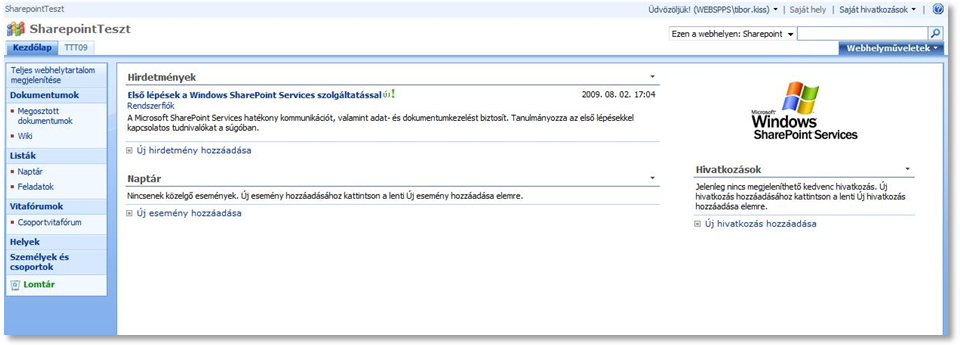 SharepointTeszt
Üdvözöljük! (WEBSPPS\tibor.kiss) | Saját hely | Saját hivatkozások |
SharepointTeszt
Ezen a webhelyen: Sharepoint
Kezdőlap TTT09
Webhelyműveletek
Teljes webhelytartalom
megjelenítése
Dokumentumok
Megosztott
dokumentumok
Wiki
Listák
Naptár
Feladatok
Vitafórumok
Csoportvitafórum
Helyek
Személyek és
csoportok
Lomtár
Hirdetmények
Első lépések a Windows SharePoint Services szolgáltatással ÚJ! 2009. 08. 02. 17:04
Rendszerfiók
A Microsoft SharePoint Services hatékony kommunikációt, valamint adat- és dokumentumkezelést biztosít. Tanulmányozza az első lépésekkel
kapcsolatos tudnivalókat a súgóban.
Új hirdetmény hozzáadása
Naptár
Nincsenek közelgő események. Új esemény hozzáadásához kattintson a lenti Új esemény hozzáadása elemre.
Új esemény hozzáadása
Microsoft
Windows
SharePoint Services
Hivatkozások
Jelenleg nincs megjeleníthető kedvenc hivatkozás. Új
hivatkozás hozzáadásához kattintson a lenti Új hivatkozás
hozzáadása elemre.
Új hivatkozás hozzáadása